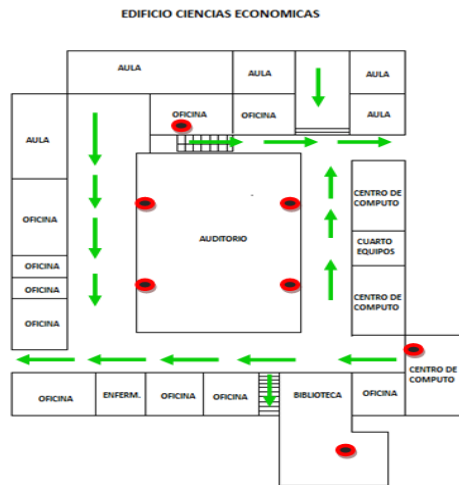 EDIFICIO CIENCIAS ECONOMICAS
AULA
AULA
AULA
OFICINA
OFICINA
AULA
AULA
OFICINA
OFICINA
OFICINA
OFICINA
AUDITORIO
CENTRO DE
COMPUTO
CUARTO
EQUIPOS
CENTRO DE
COMPUTO
CENTRO DE
COMPUTO
OFICINA
ENFERM.
OFICINA
OFICINA
BIBLIOTECA
OFICINA